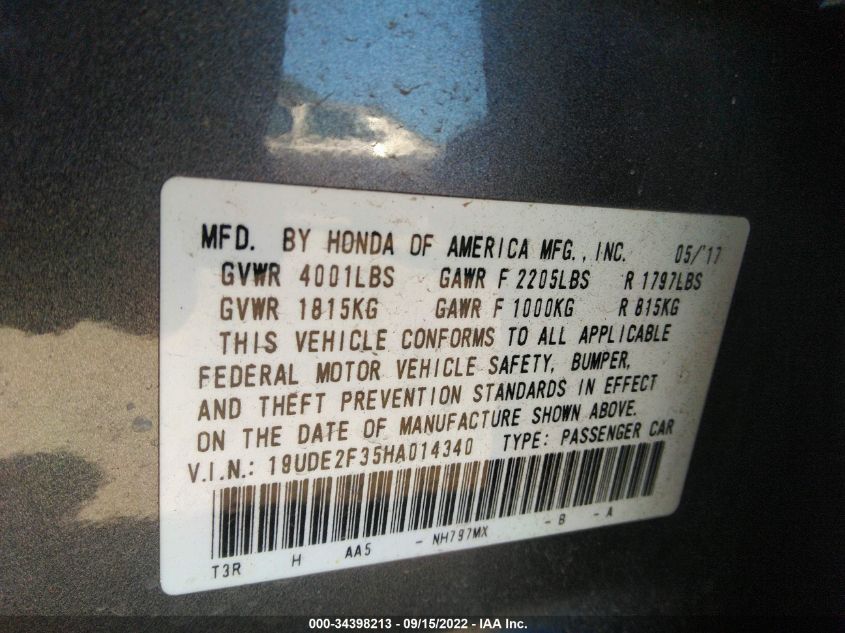 MFD. BY HONDA OF AMERICA MFG., INC. 05/'17
GVWR 4001LBS GAWR F 2205LBS R 1797LBS
GVWR 1815KG GAWR F 1000KG R 815KG
THIS VEHICLE CONFORMS TO ALL APPLICABLE
FEDERAL MOTOR VEHICLE SAFETY, BUMPER,
AND THEFT PREVENTION STANDARDS IN EFFECT
ON THE DATE OF MANUFACTURE SHOWN ABOVE.
V.I.N.: 19UDE2F35HA014340 TYPE: PASSENGER CAR
T3R H AA5 - NH797MX - B - A
000-34398213 - 09/15/2022 - IAA Inc.